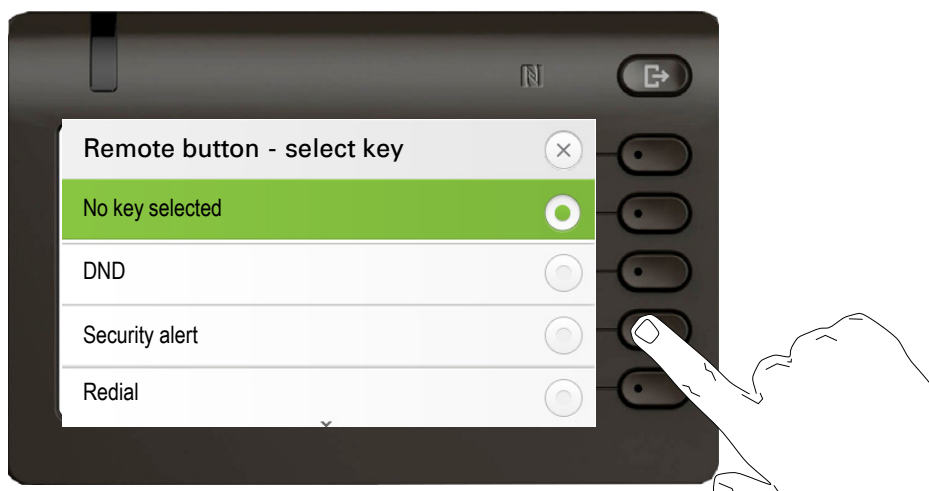 Remote button - select key
No key selected
DND
Security alert
Redial